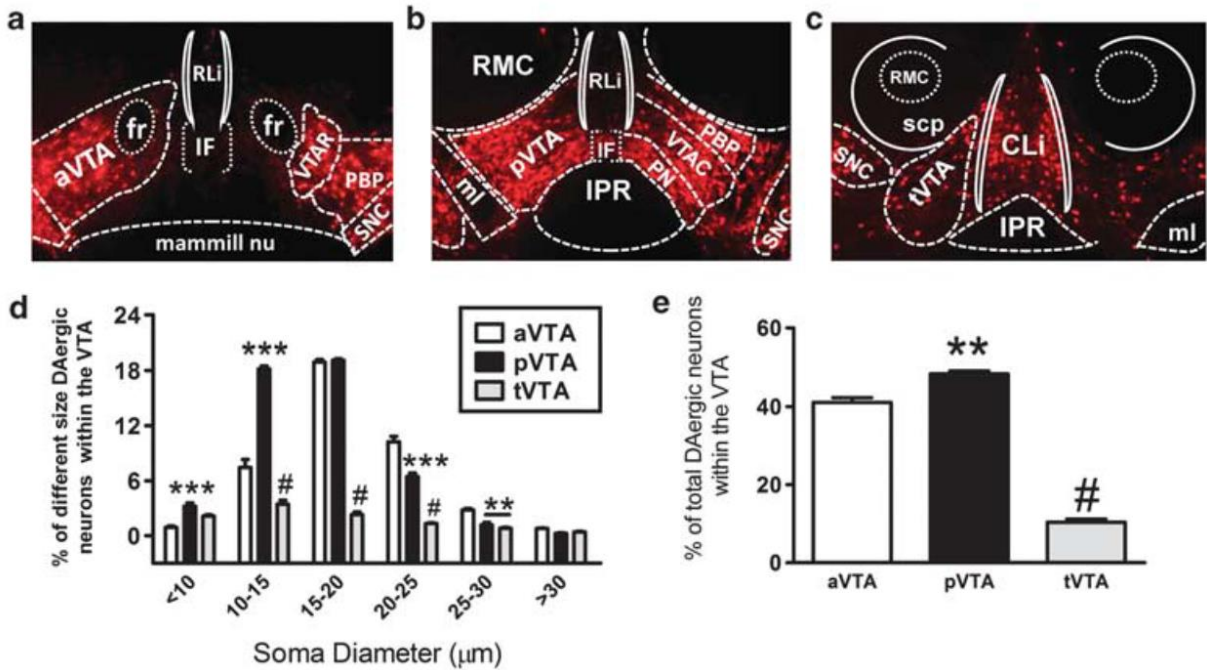 a
RLi
fr
fr
IF
aVTA
VTAR
PBP
SNC
mammill nu
b
RMC
RLi
pVTA
IF
PBP
VTAC
PN
ml
IPR
SNC
c
RMC
scp
SNC
tVTA
CLi
IPR
ml
d
% of different size DAergic
neurons within the VTA
24
18
12
6
0
***
***
#
#
***
#
**
aVTA
pVTA
tVTA
<10
10-15
15-20
20-25
25-30
>30
Soma Diameter (μm)
e
% of total DAergic neurons
within the VTA
60
40
20
0
**
#
aVTA
pVTA
tVTA